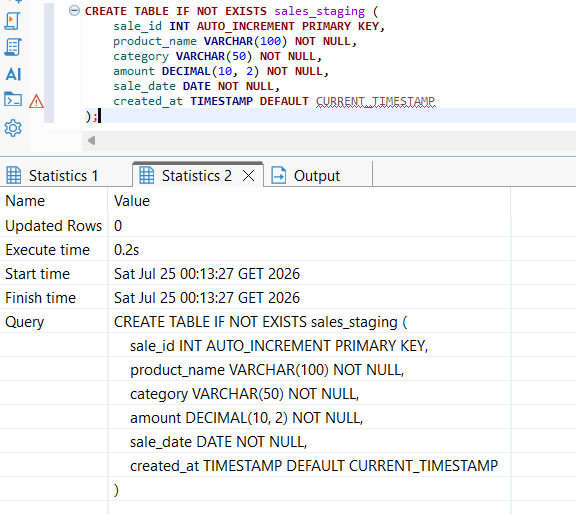 CREATE TABLE IF NOT EXISTS sales_staging (
sale_id INT AUTO_INCREMENT PRIMARY KEY,
product_name VARCHAR(100) NOT NULL,
category VARCHAR(50) NOT NULL,
amount DECIMAL(10, 2) NOT NULL,
sale_date DATE NOT NULL,
created_at TIMESTAMP DEFAULT CURRENT_TIMESTAMP
);
AI
Statistics 1 Statistics 2 Output
Name Value
Updated Rows 0
Execute time 0.2s
Start time Sat Jul 25 00:13:27 GET 2026
Finish time Sat Jul 25 00:13:27 GET 2026
Query CREATE TABLE IF NOT EXISTS sales_staging (
sale_id INT AUTO_INCREMENT PRIMARY KEY,
product_name VARCHAR(100) NOT NULL,
category VARCHAR(50) NOT NULL,
amount DECIMAL(10, 2) NOT NULL,
sale_date DATE NOT NULL,
created_at TIMESTAMP DEFAULT CURRENT_TIMESTAMP
)